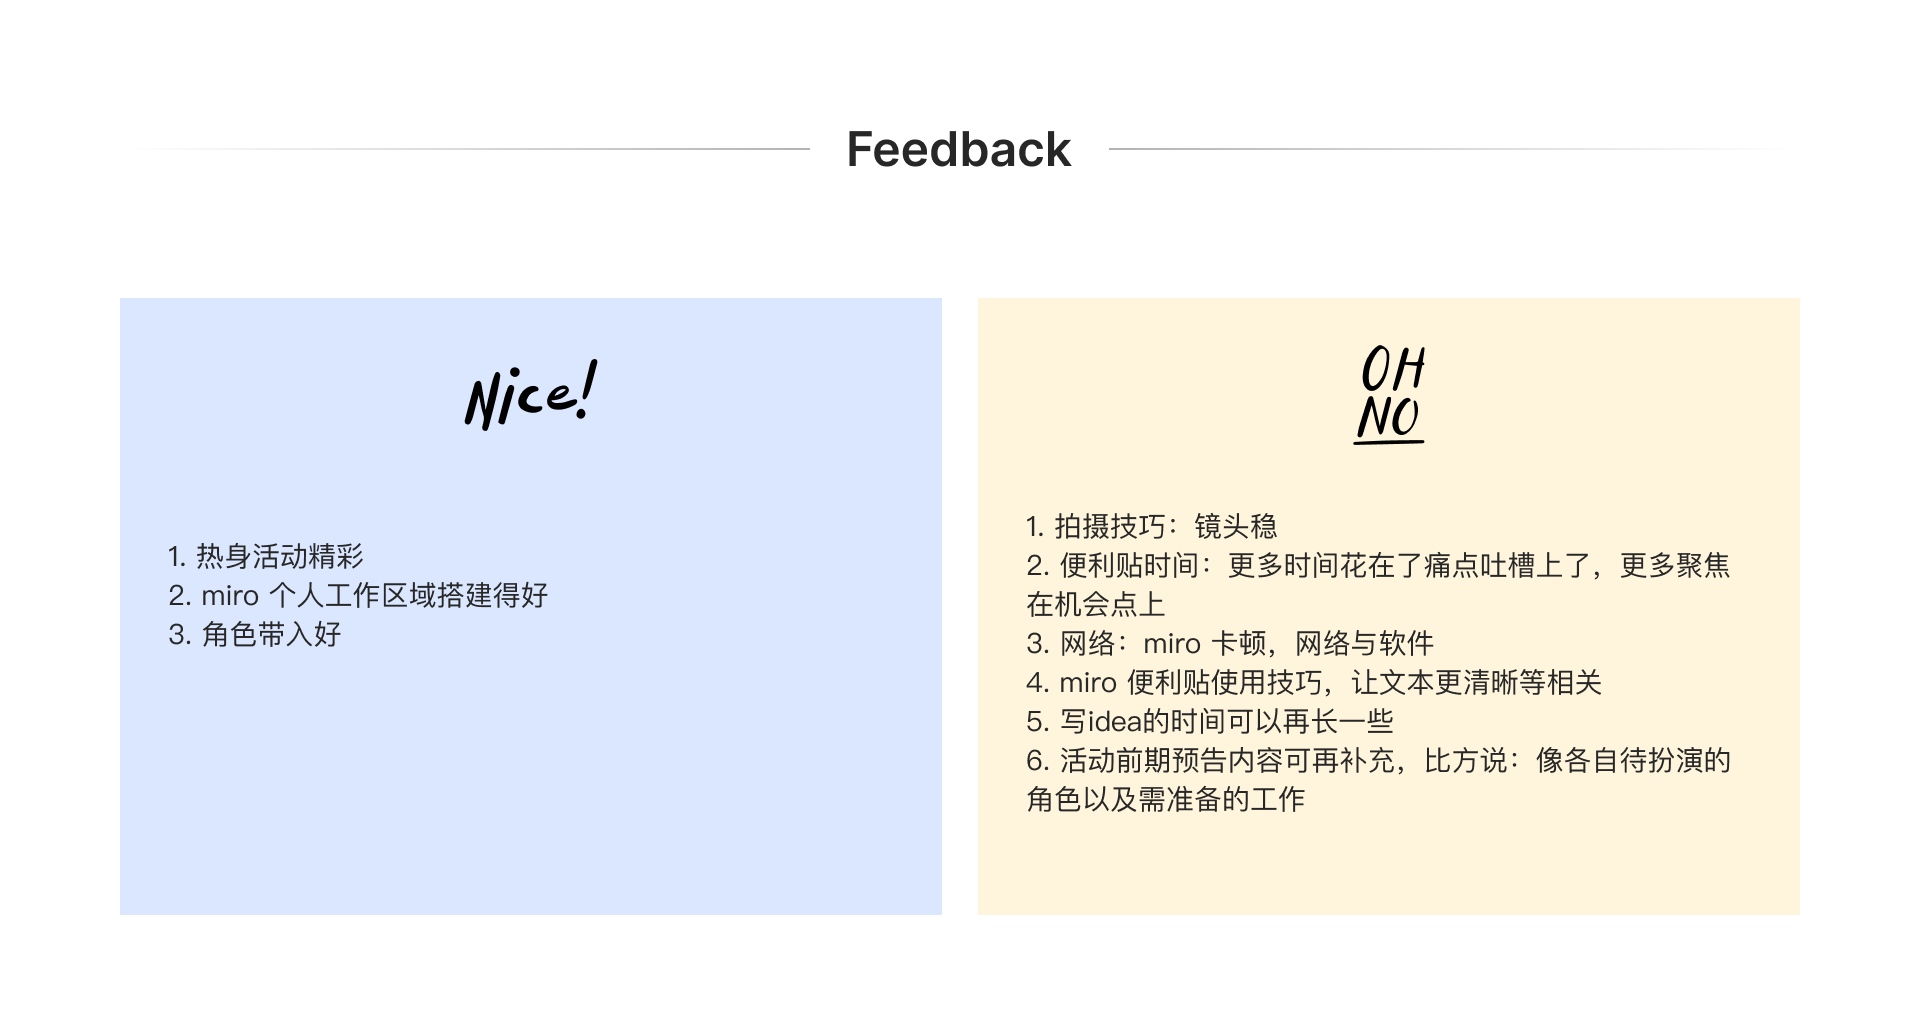 Feedback
Nice!
1. 热身活动精彩
2. miro 个人工作区域搭建得好
3. 角色带入好
OH
NO
1. 拍摄技巧：镜头稳
2. 便利贴时间：更多时间花在了痛点吐槽上了，更多聚焦
在机会点上
3. 网络：miro 卡顿，网络与软件
4. miro 便利贴使用技巧，让文本更清晰等相关
5. 写idea的时间可以再长一些
6. 活动前期预告内容可再补充，比方说：像各自待扮演的
角色以及需准备的工作